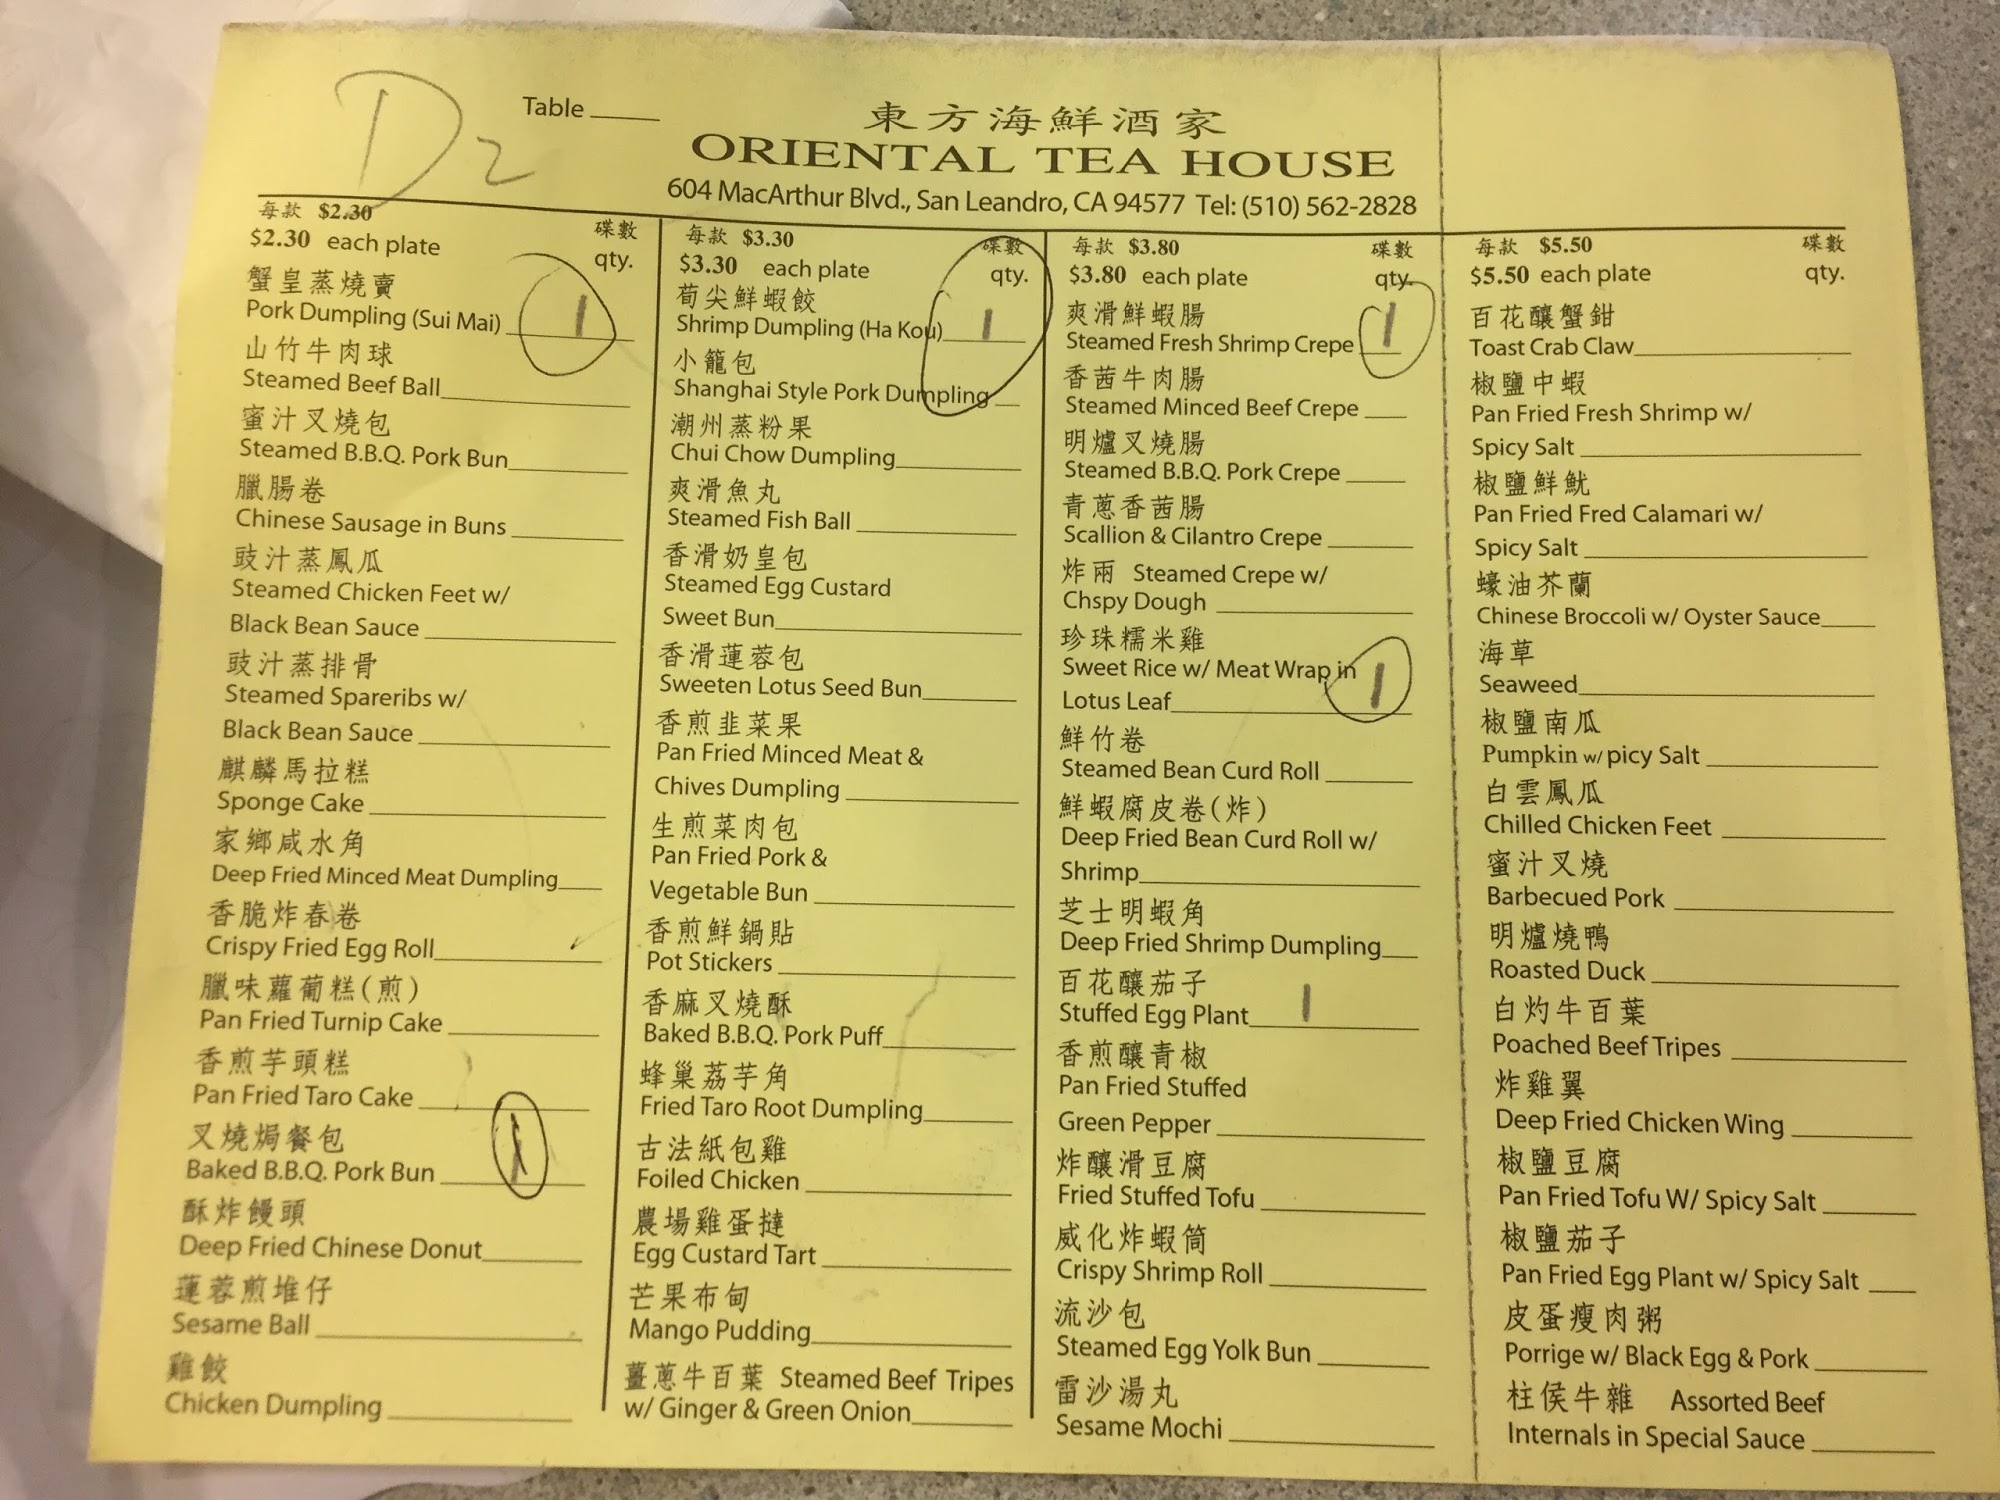 D2
Table
東方海鮮酒家
ORIENTAL TEA HOUSE
604 MacArthur Blvd., San Leandro, CA 94577 Tel: (510) 562-2828
每款 $2.30 碟數
$2.30 each plate qty.
蟹皇蒸燒賣
Pork Dumpling (Sui Mai) 1
山竹牛肉球
Steamed Beef Ball
蜜汁叉燒包
Steamed B.B.Q. Pork Bun
臘腸卷
Chinese Sausage in Buns
豉汁蒸鳳瓜
Steamed Chicken Feet w/
Black Bean Sauce
豉汁蒸排骨
Steamed Spareribs w/
Black Bean Sauce
麒麟馬拉糕
Sponge Cake
家鄉咸水角
Deep Fried Minced Meat Dumpling
香脆炸春卷
Crispy Fried Egg Roll
臘味蘿蔔糕(煎)
Pan Fried Turnip Cake
香煎芋頭糕
Pan Fried Taro Cake
叉燒焗餐包
Baked B.B.Q. Pork Bun 1
酥炸饅頭
Deep Fried Chinese Donut
蓮蓉煎堆仔
Sesame Ball
雞餃
Chicken Dumpling
每款 $3.30 碟數
$3.30 each plate qty.
荀尖鮮蝦餃
Shrimp Dumpling (Ha Kou) 1
小籠包
Shanghai Style Pork Dumpling
潮州蒸粉果
Chui Chow Dumpling
爽滑魚丸
Steamed Fish Ball
香滑奶皇包
Steamed Egg Custard
Sweet Bun
香滑蓮蓉包
Sweeten Lotus Seed Bun
香煎韭菜果
Pan Fried Minced Meat &
Chives Dumpling
生煎菜肉包
Pan Fried Pork &
Vegetable Bun
香煎鮮鍋貼
Pot Stickers
香麻叉燒酥
Baked B.B.Q. Pork Puff
蜂巢荔芋角
Fried Taro Root Dumpling
古法紙包雞
Foiled Chicken
農場雞蛋撻
Egg Custard Tart
芒果布甸
Mango Pudding
薑蔥牛百葉 Steamed Beef Tripes
w/ Ginger & Green Onion
每款 $3.80 碟數
$3.80 each plate qty.
爽滑鮮蝦腸
Steamed Fresh Shrimp Crepe 1
香茜牛肉腸
Steamed Minced Beef Crepe
明爐叉燒腸
Steamed B.B.Q. Pork Crepe
青蔥香茜腸
Scallion & Cilantro Crepe
炸兩 Steamed Crepe w/
Chspy Dough
珍珠糯米雞
Sweet Rice w/ Meat Wrap in
Lotus Leaf 1
鮮竹卷
Steamed Bean Curd Roll
鮮蝦腐皮卷(炸)
Deep Fried Bean Curd Roll w/
Shrimp
芝士明蝦角
Deep Fried Shrimp Dumpling
百花釀茄子
Stuffed Egg Plant 1
香煎釀青椒
Pan Fried Stuffed
Green Pepper
炸釀滑豆腐
Fried Stuffed Tofu
威化炸蝦筒
Crispy Shrimp Roll
流沙包
Steamed Egg Yolk Bun
雷沙湯丸
Sesame Mochi
每款 $5.50 碟數
$5.50 each plate qty.
百花釀蟹鉗
Toast Crab Claw
椒鹽中蝦
Pan Fried Fresh Shrimp w/
Spicy Salt
椒鹽鮮魷
Pan Fried Fred Calamari w/
Spicy Salt
蠔油芥蘭
Chinese Broccoli w/ Oyster Sauce
海草
Seaweed
椒鹽南瓜
Pumpkin w/ picy Salt
白雲鳳瓜
Chilled Chicken Feet
蜜汁叉燒
Barbecued Pork
明爐燒鴨
Roasted Duck
白灼牛百葉
Poached Beef Tripes
炸雞翼
Deep Fried Chicken Wing
椒鹽豆腐
Pan Fried Tofu W/ Spicy Salt
椒鹽茄子
Pan Fried Egg Plant w/ Spicy Salt
皮蛋瘦肉粥
Porrige w/ Black Egg & Pork
柱侯牛雜 Assorted Beef
Internals in Special Sauce